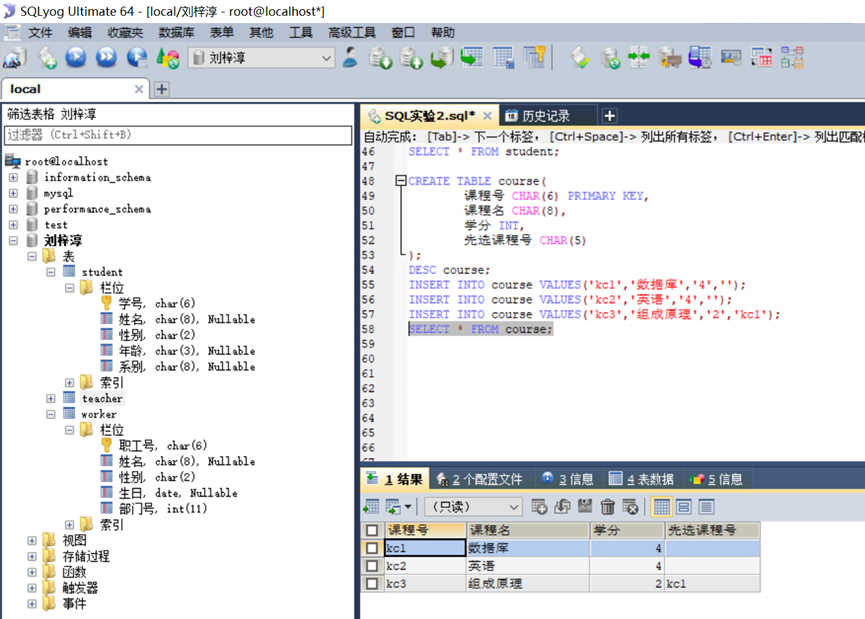 SQLyog Ultimate 64 - [local/刘梓淳 - root@localhost*]
文件 编辑 收藏夹 数据库 表单 其他 工具 高级工具 窗口 帮助
刘梓淳
local
筛选表格 刘梓淳
过滤器 (Ctrl+Shift+B)
root@localhost
information_schema
mysql
performance_schema
test
刘梓淳
表
student
栏位
学号, char(6)
姓名, char(8), Nullable
性别, char(2)
年龄, char(3), Nullable
系别, char(8), Nullable
索引
teacher
worker
栏位
职工号, char(6)
姓名, char(8), Nullable
性别, char(2)
生日, date, Nullable
部门号, int(11)
索引
视图
存储过程
函数
触发器
事件
SQL实验2.sql* 历史记录
自动完成: [Tab]-> 下一个标签, [Ctrl+Space]-> 列出所有标签, [Ctrl+Enter]-> 列出匹配
46 SELECT * FROM student;
47
48 CREATE TABLE course(
49 课程号 CHAR(6) PRIMARY KEY,
50 课程名 CHAR(8),
51 学分 INT,
52 先选课程号 CHAR(5)
53 );
54 DESC course;
55 INSERT INTO course VALUES('kc1','数据库','4','');
56 INSERT INTO course VALUES('kc2','英语','4','');
57 INSERT INTO course VALUES('kc3','组成原理','2','kc1');
58 SELECT * FROM course;
59
60
61
62
63
64
65
66
1 结果 2 个配置文件 3 信息 4 表数据 5 信息
(只读)
课程号 课程名 学分 先选课程号
kc1 数据库 4
kc2 英语 4
kc3 组成原理 2 kc1